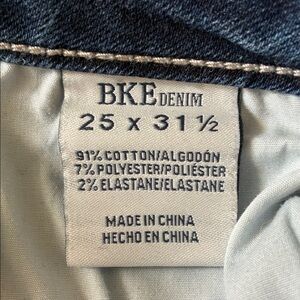 BKE DENIM
25 X 31 ½
91% COTTON/ALGODÓN
7% POLYESTER/POLIÉSTER
2% ELASTANE/ELASTANE
MADE IN CHINA
HECHO EN CHINA